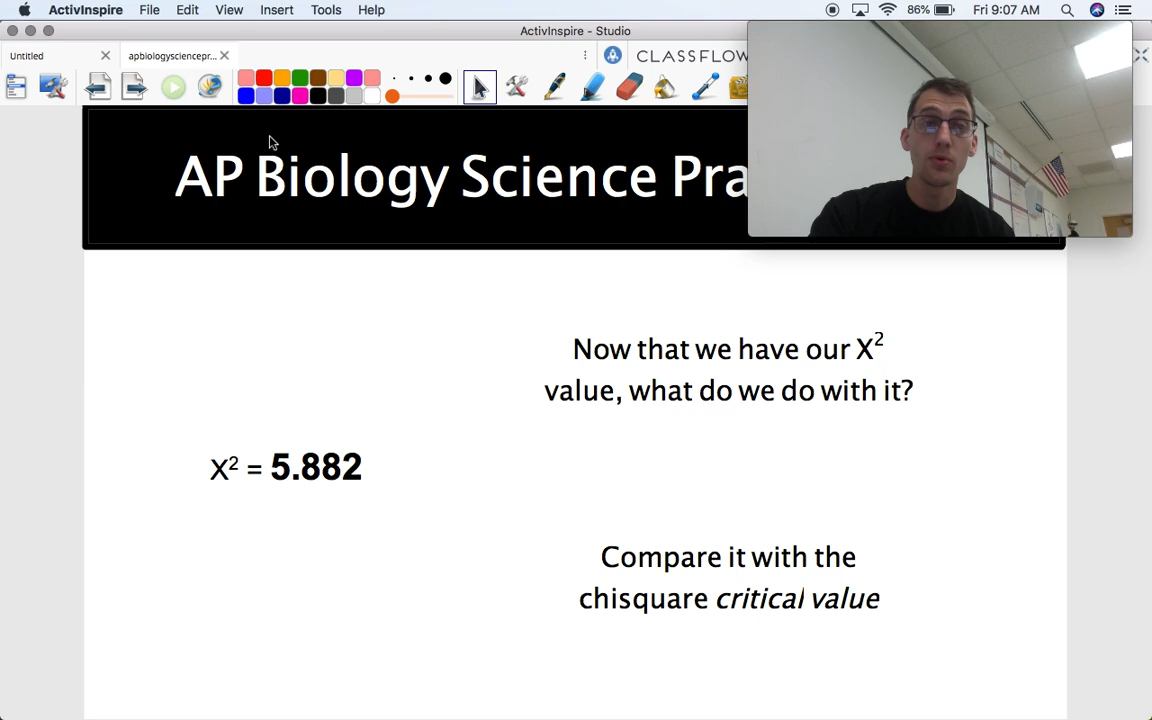 ActivInspire File Edit View Insert Tools Help 86% Fri 9:07 AM
ActivInspire - Studio
Untitled apbiologysciencepr... CLASSFLOW
AP Biology Science Pra
Now that we have our X²
value, what do we do with it?
X² = 5.882
Compare it with the
chisquare critical value